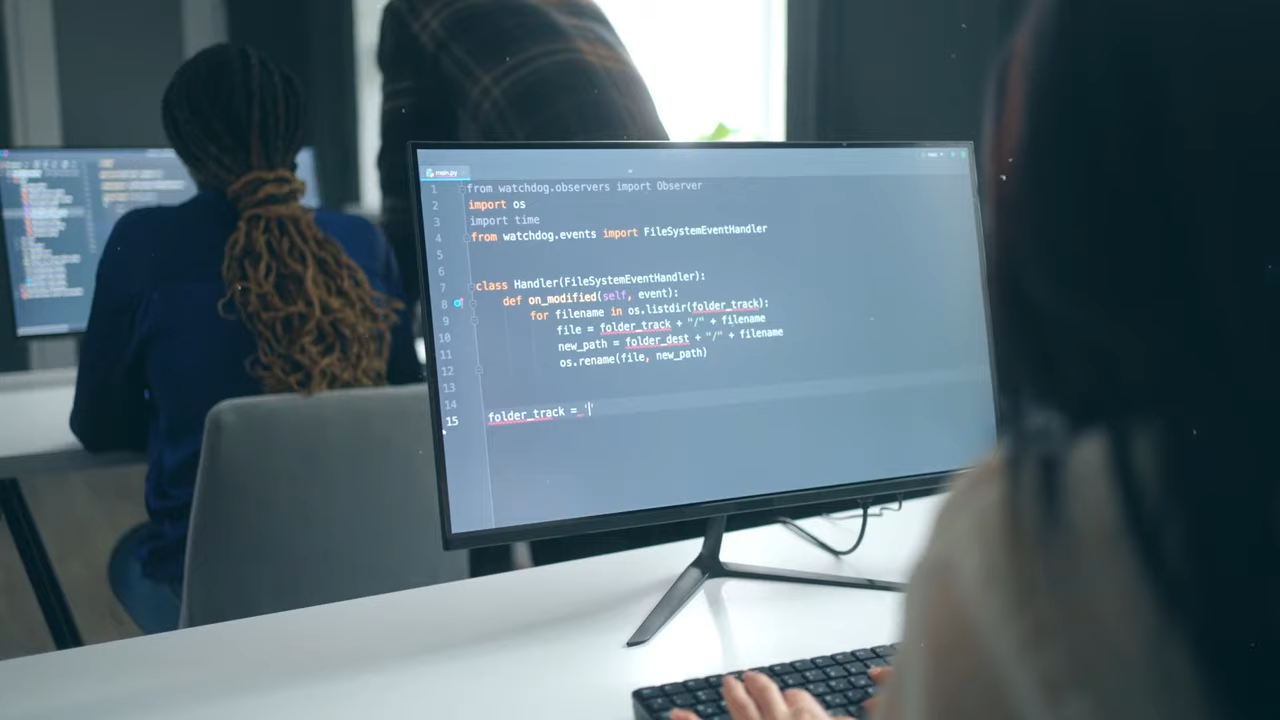 main.py
1 from watchdog.observers import Observer
2 import os
3 import time
4 from watchdog.events import FileSystemEventHandler
5
6
7 class Handler(FileSystemEventHandler):
8 def on_modified(self, event):
9 for filename in os.listdir(folder_track):
10 file = folder_track + "/" + filename
11 new_path = folder_dest + "/" + filename
12 os.rename(file, new_path)
13
14
15 folder_track = ''